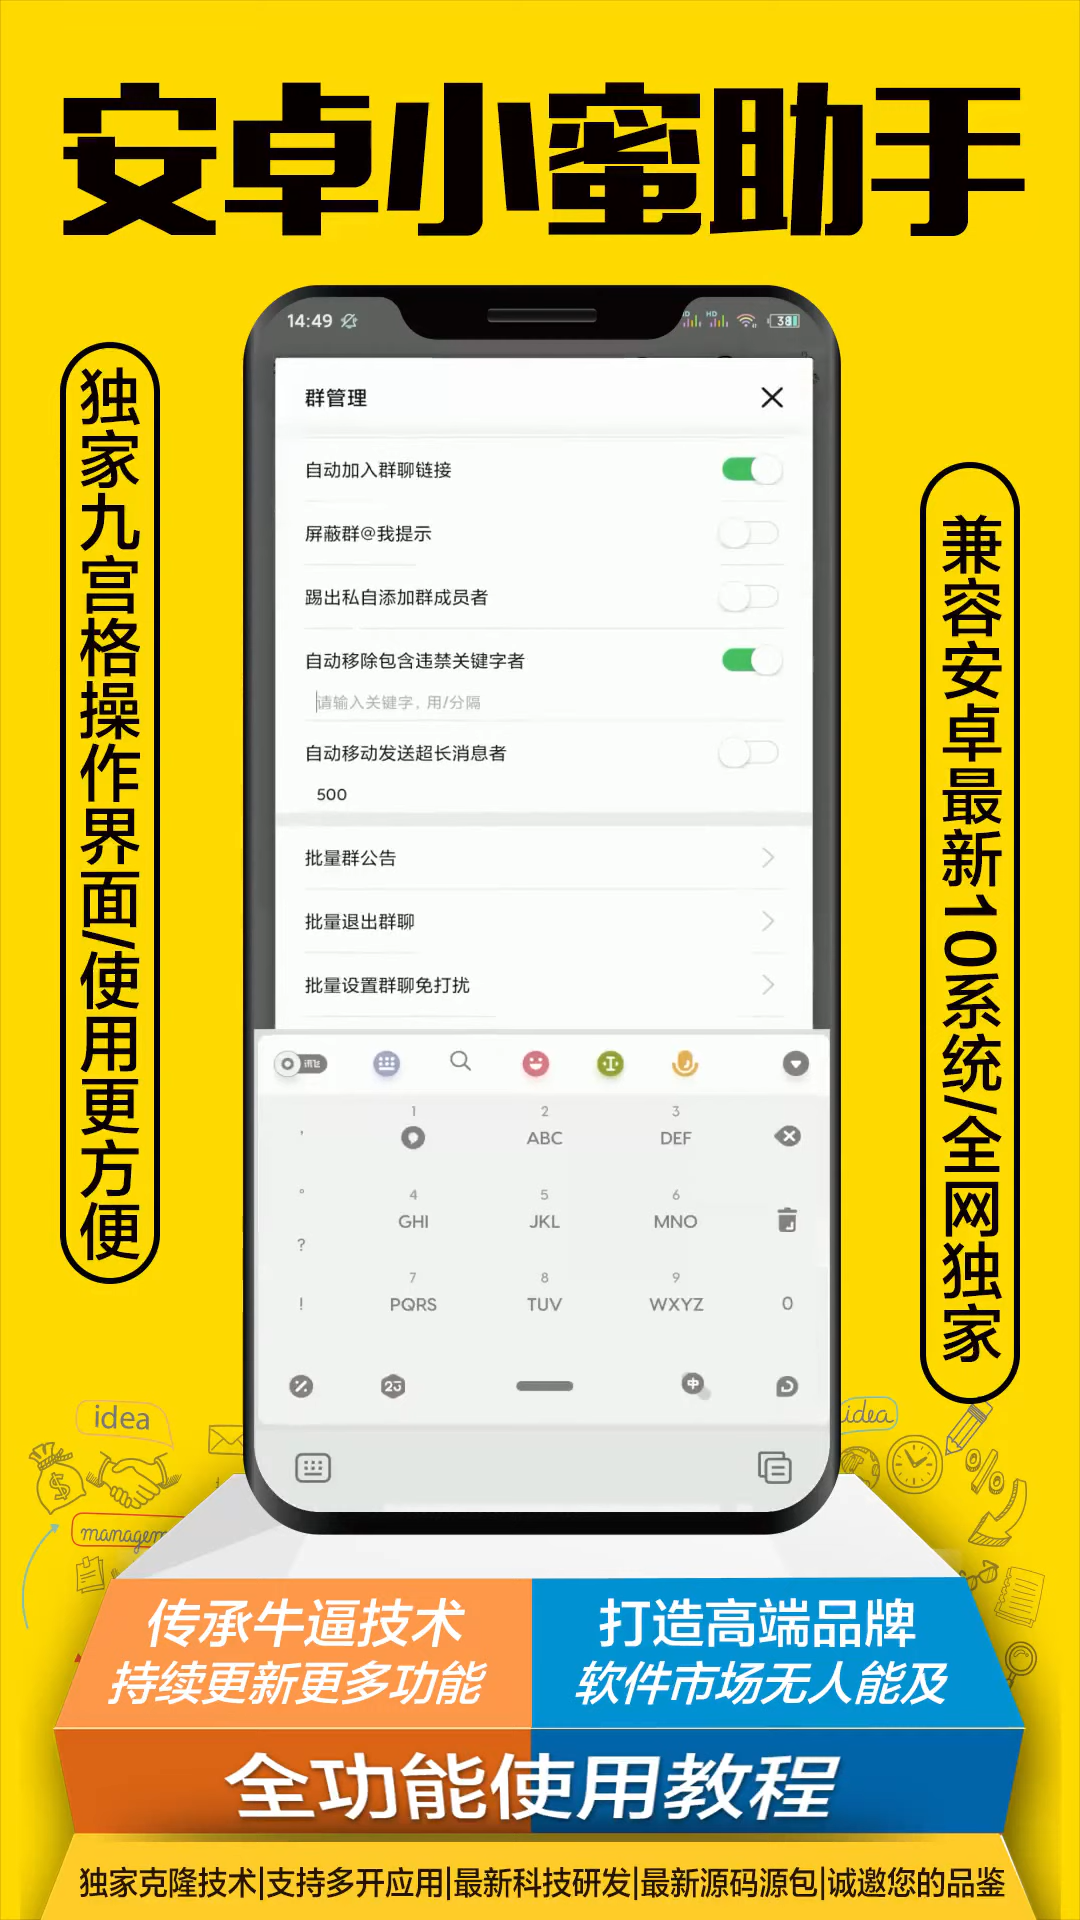 安卓小蜜助手
独家九宫格操作界面/使用更方便
兼容安卓最新10系统/全网独家
14:49
HD
38
群管理
自动加入群聊链接
屏蔽群@我提示
踢出私自添加群成员者
自动移除包含违禁关键字者
请输入关键字，用/分隔
自动移动发送超长消息者
500
批量群公告
批量退出群聊
批量设置群聊免打扰
讯飞
,
1
2
ABC
3
DEF
°
4
GHI
5
JKL
6
MNO
?
!
7
PQRS
8
TUV
9
WXYZ
0
中
idea
idea
managem
传承牛逼技术
持续更新更多功能
打造高端品牌
软件市场无人能及
全功能使用教程
独家克隆技术|支持多开应用|最新科技研发|最新源码源包|诚邀您的品鉴